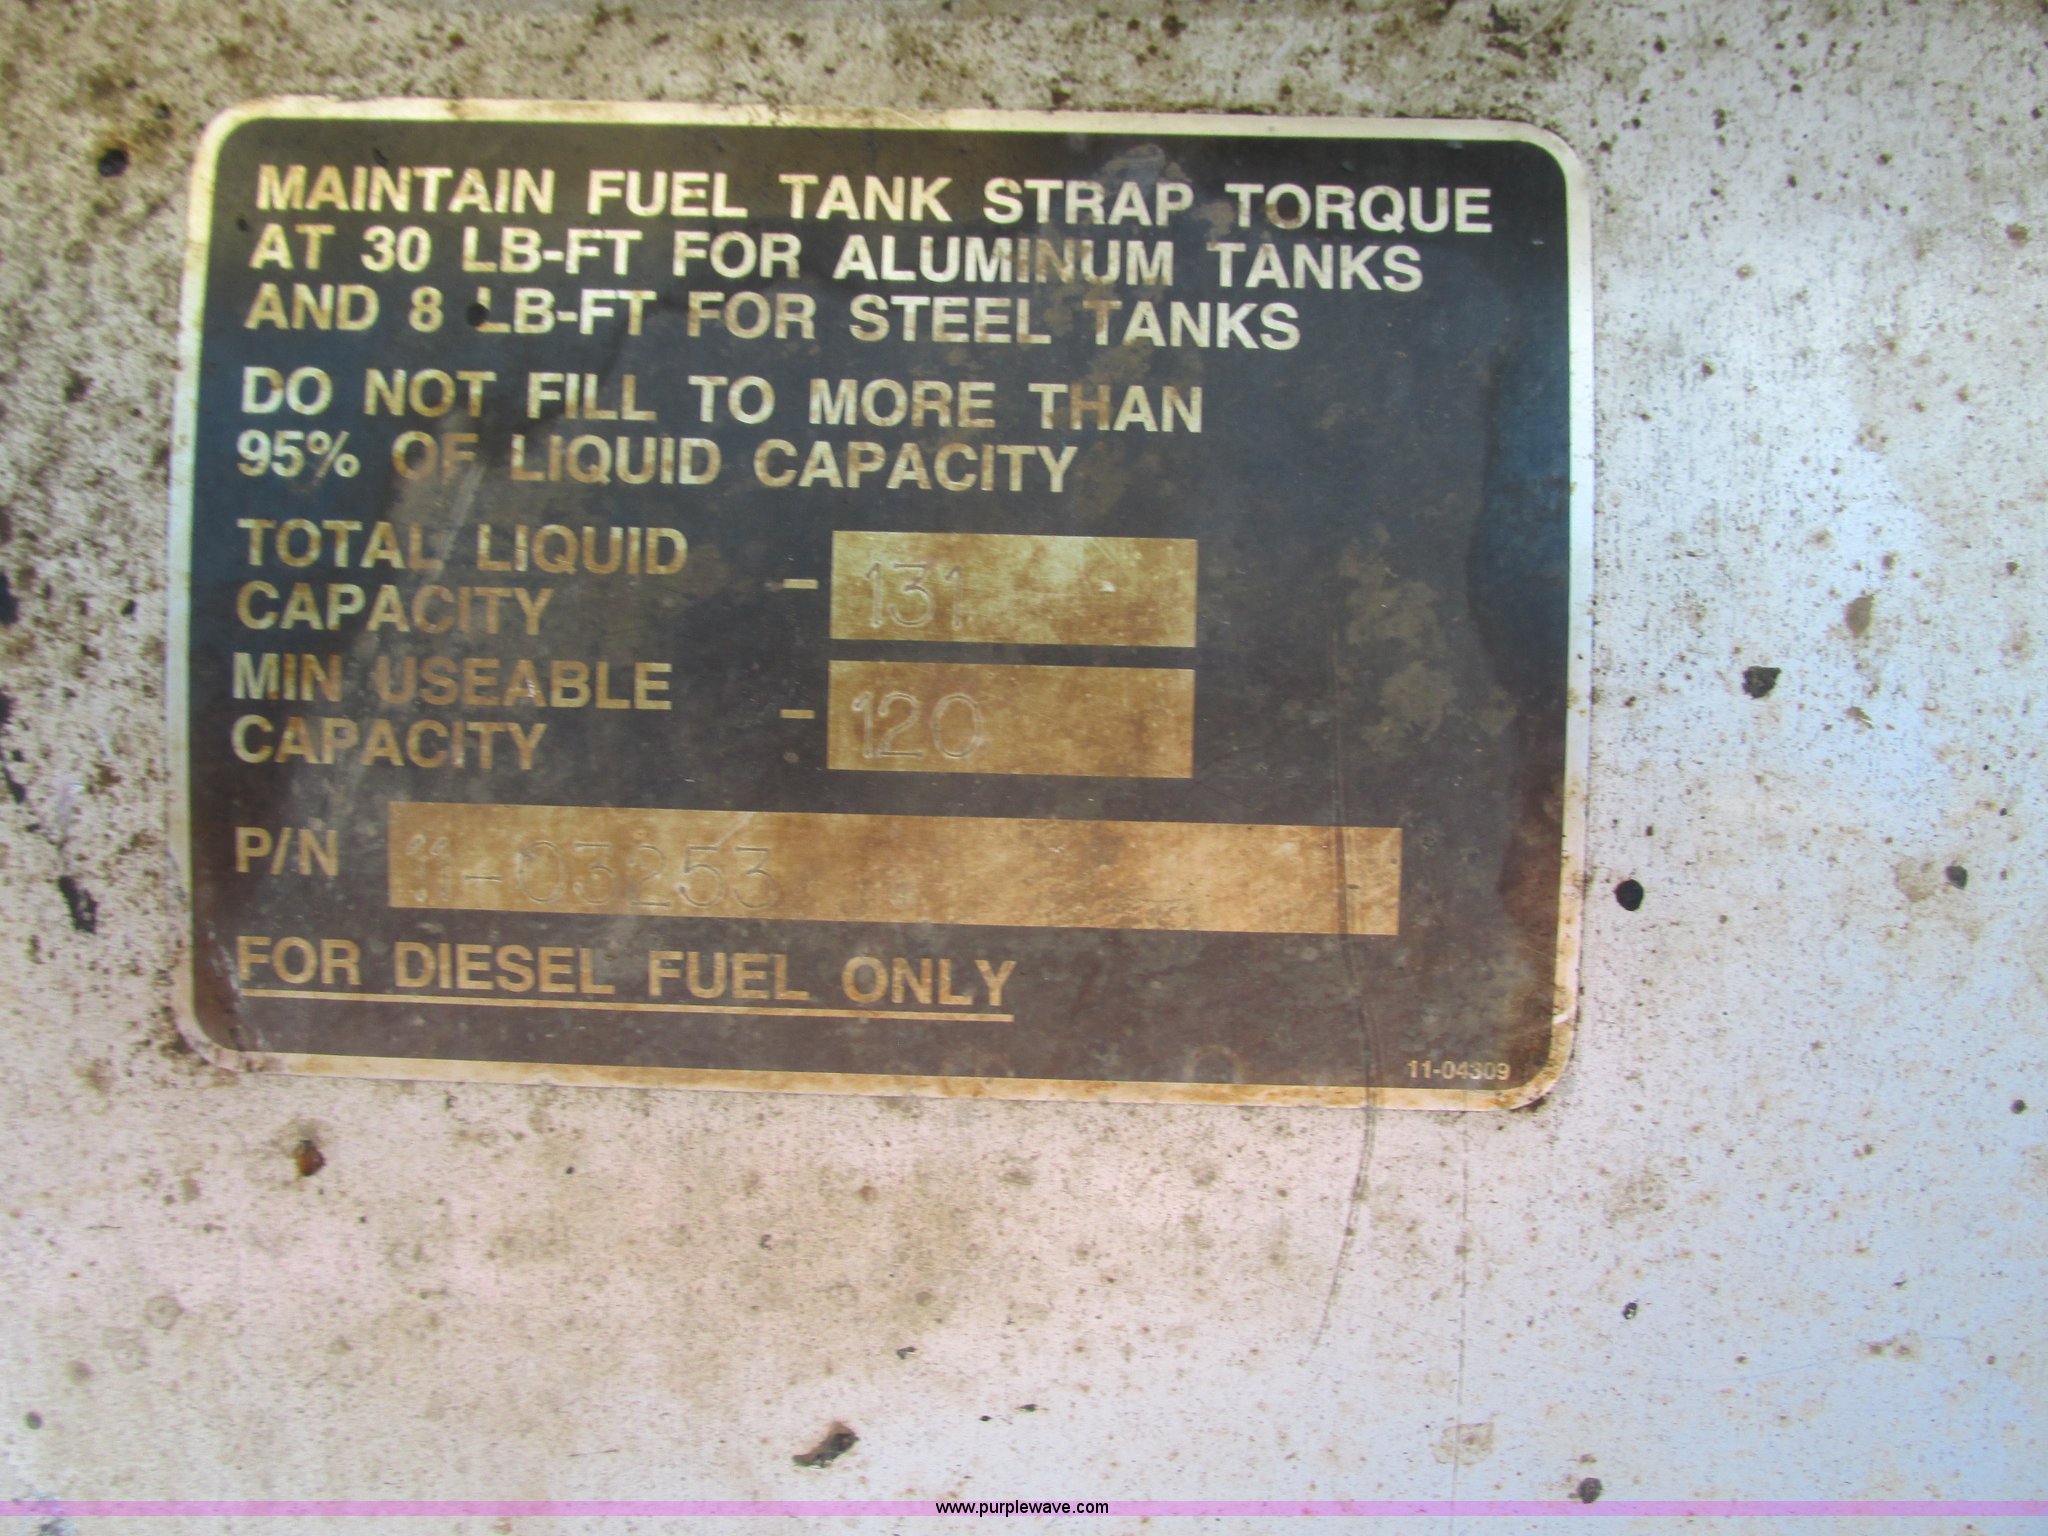 MAINTAIN FUEL TANK STRAP TORQUE
AT 30 LB-FT FOR ALUMINUM TANKS
AND 8 LB-FT FOR STEEL TANKS
DO NOT FILL TO MORE THAN
95% OF LIQUID CAPACITY
TOTAL LIQUID
CAPACITY - 131
MIN USEABLE
CAPACITY - 120
P/N 11-03253
FOR DIESEL FUEL ONLY
11-04309
www.purplewave.com